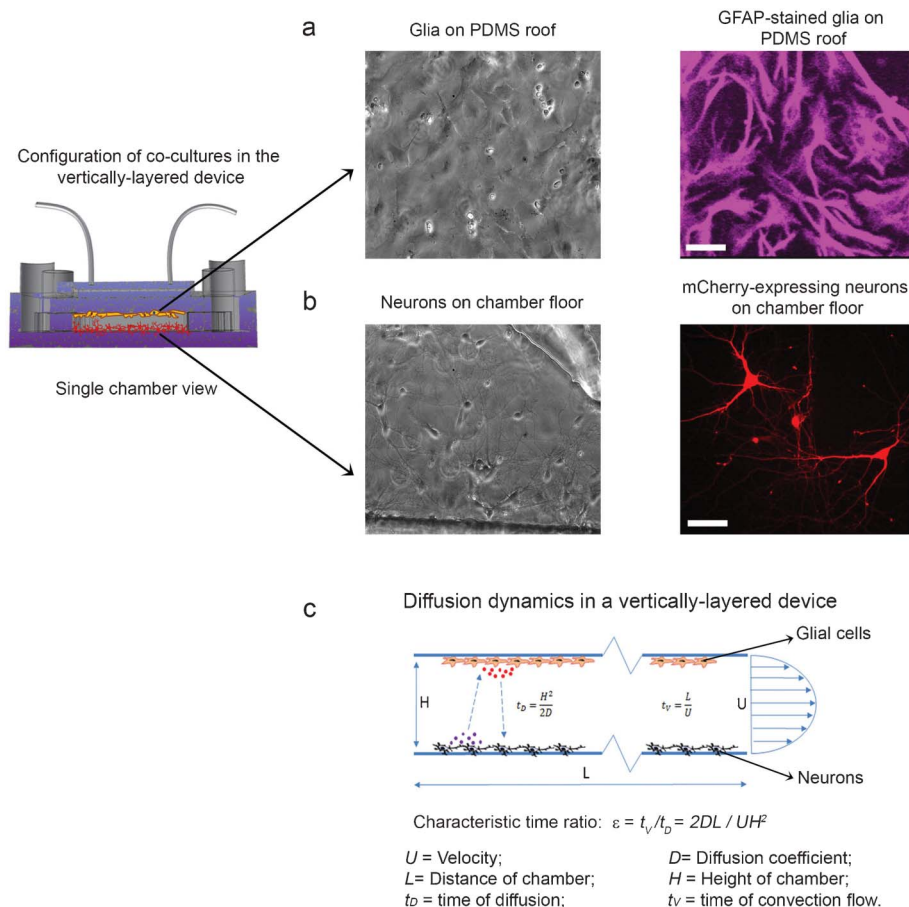 a
Glia on PDMS roof
GFAP-stained glia on
PDMS roof
Configuration of co-cultures in the
vertically-layered device
b
Neurons on chamber floor
mCherry-expressing neurons
on chamber floor
Single chamber view
c
Diffusion dynamics in a vertically-layered device
Glial cells
H
t_D = H²/2D
t_V = L/U
U
L
Neurons
Characteristic time ratio: ε = t_V/t_D = 2DL / UH²
U = Velocity;
D= Diffusion coefficient;
L= Distance of chamber;
H = Height of chamber;
t_D = time of diffusion;
t_V = time of convection flow.